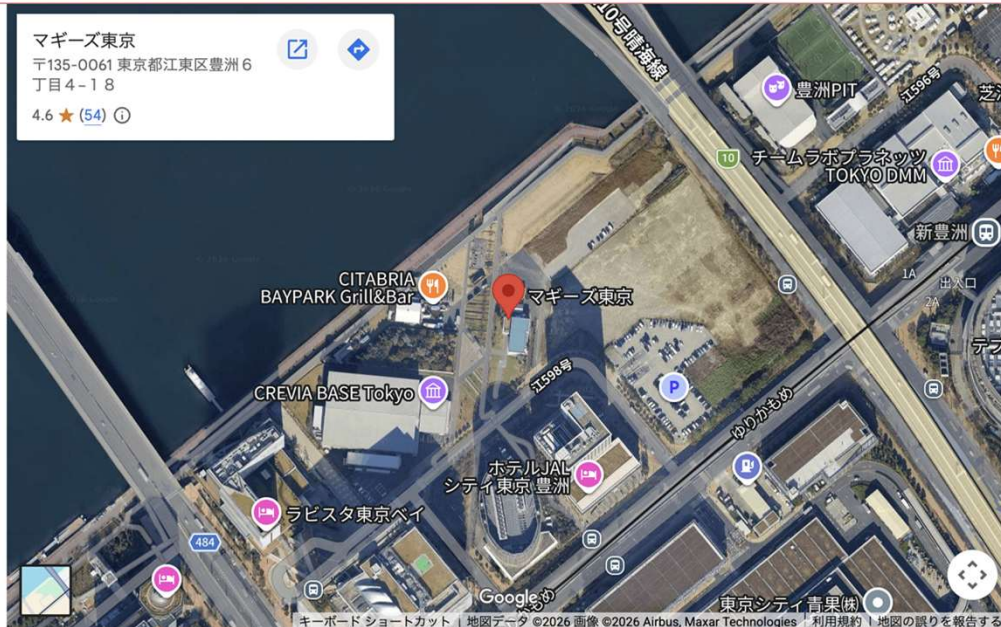 マギーズ東京
〒135-0061 東京都江東区豊洲６
丁目４−１８
4.6 ★ (54)
10号晴海線
豊洲PIT
江596号
芝浦
10
チームラボプラネッツ
TOKYO DMM
新豊洲
1A
出入口
2A
CITABRIA
BAYPARK Grill&Bar
マギーズ東京
江598号
CREVIA BASE Tokyo
P
ゆりかもめ
ホテルJAL
シティ東京 豊洲
ラビスタ東京ベイ
484
Google
かもめ
東京シティ青果㈱
キーボード ショートカット
地図データ ©2026 画像 ©2026 Airbus, Maxar Technologies
利用規約
地図の誤りを報告する